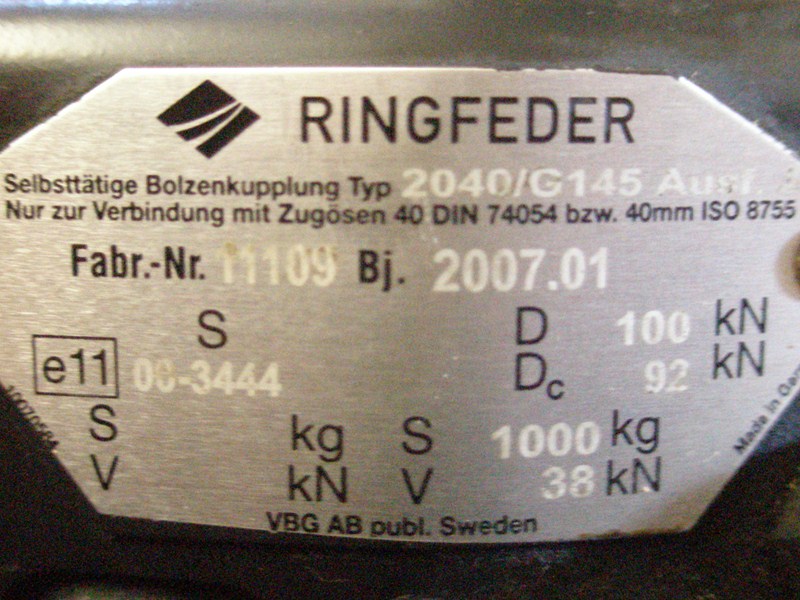 RINGFEDER
Selbsttätige Bolzenkupplung Typ 2040/G145 Ausf.
Nur zur Verbindung mit Zugösen 40 DIN 74054 bzw. 40mm ISO 8755
Fabr.-Nr. 11109 Bj. 2007.01
S D 100 kN
e11 00-3444 Dc 92 kN
S kg S 1000 kg
V kN V 38 kN
VBG AB publ. Sweden
Made in